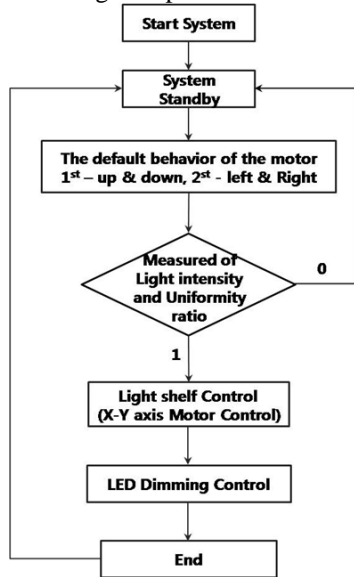 Start System
System
Standby
The default behavior of the motor
1st – up & down, 2st - left & Right
Measured of
Light intensity
and Uniformity
ratio
0
1
Light shelf Control
(X-Y axis Motor Control)
LED Dimming Control
End